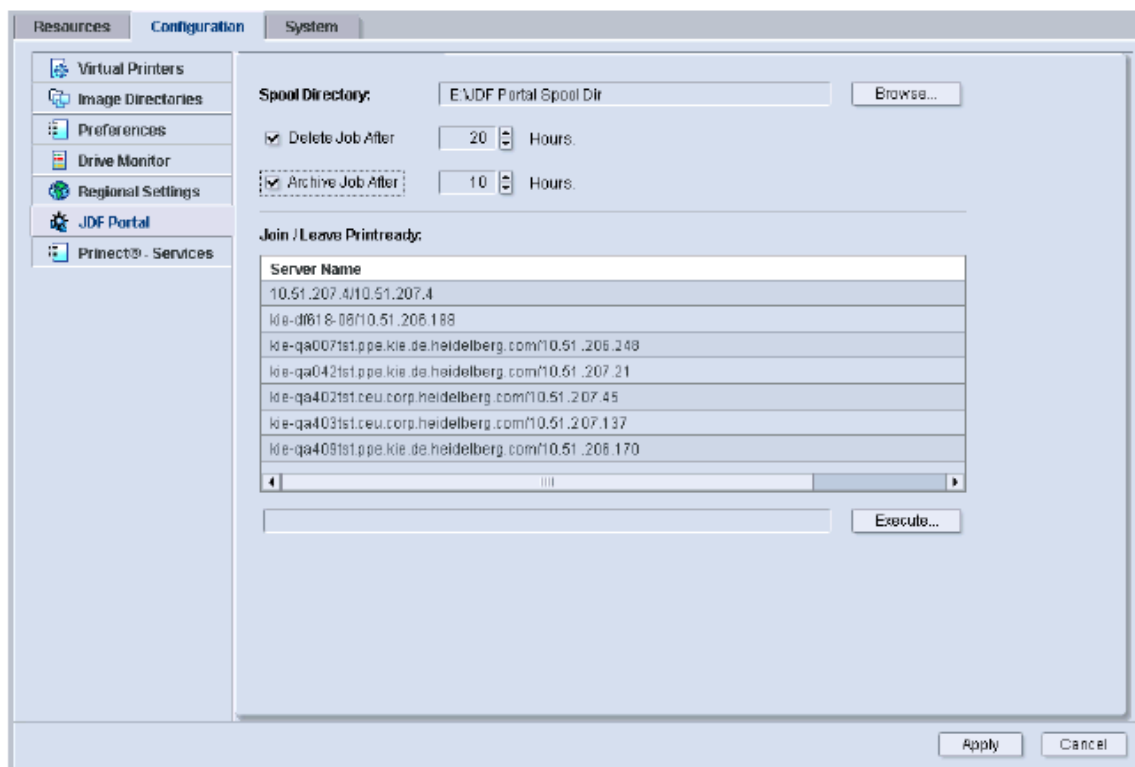 Resources Configuration System
Virtual Printers
Image Directories
Preferences
Drive Monitor
Regional Settings
JDF Portal
Prinect® - Services
Spool Directory: E:\JDF Portal Spool Dir Browse...
Delete Job After 20 Hours.
Archive Job After 10 Hours.
Join / Leave Printready:
Server Name
10.51.207.4/10.51.207.4
kie-df618-06/10.51.206.188
kie-qa007tst.ppe.kie.de.heidelberg.com/10.51.206.248
kie-qa042tst.ppe.kie.de.heidelberg.com/10.51.207.21
kie-qa402tst.ceu.corp.heidelberg.com/10.51.207.45
kie-qa403tst.ceu.corp.heidelberg.com/10.51.207.137
kie-qa409tst.ppe.kie.de.heidelberg.com/10.51.206.170
Execute...
Apply Cancel